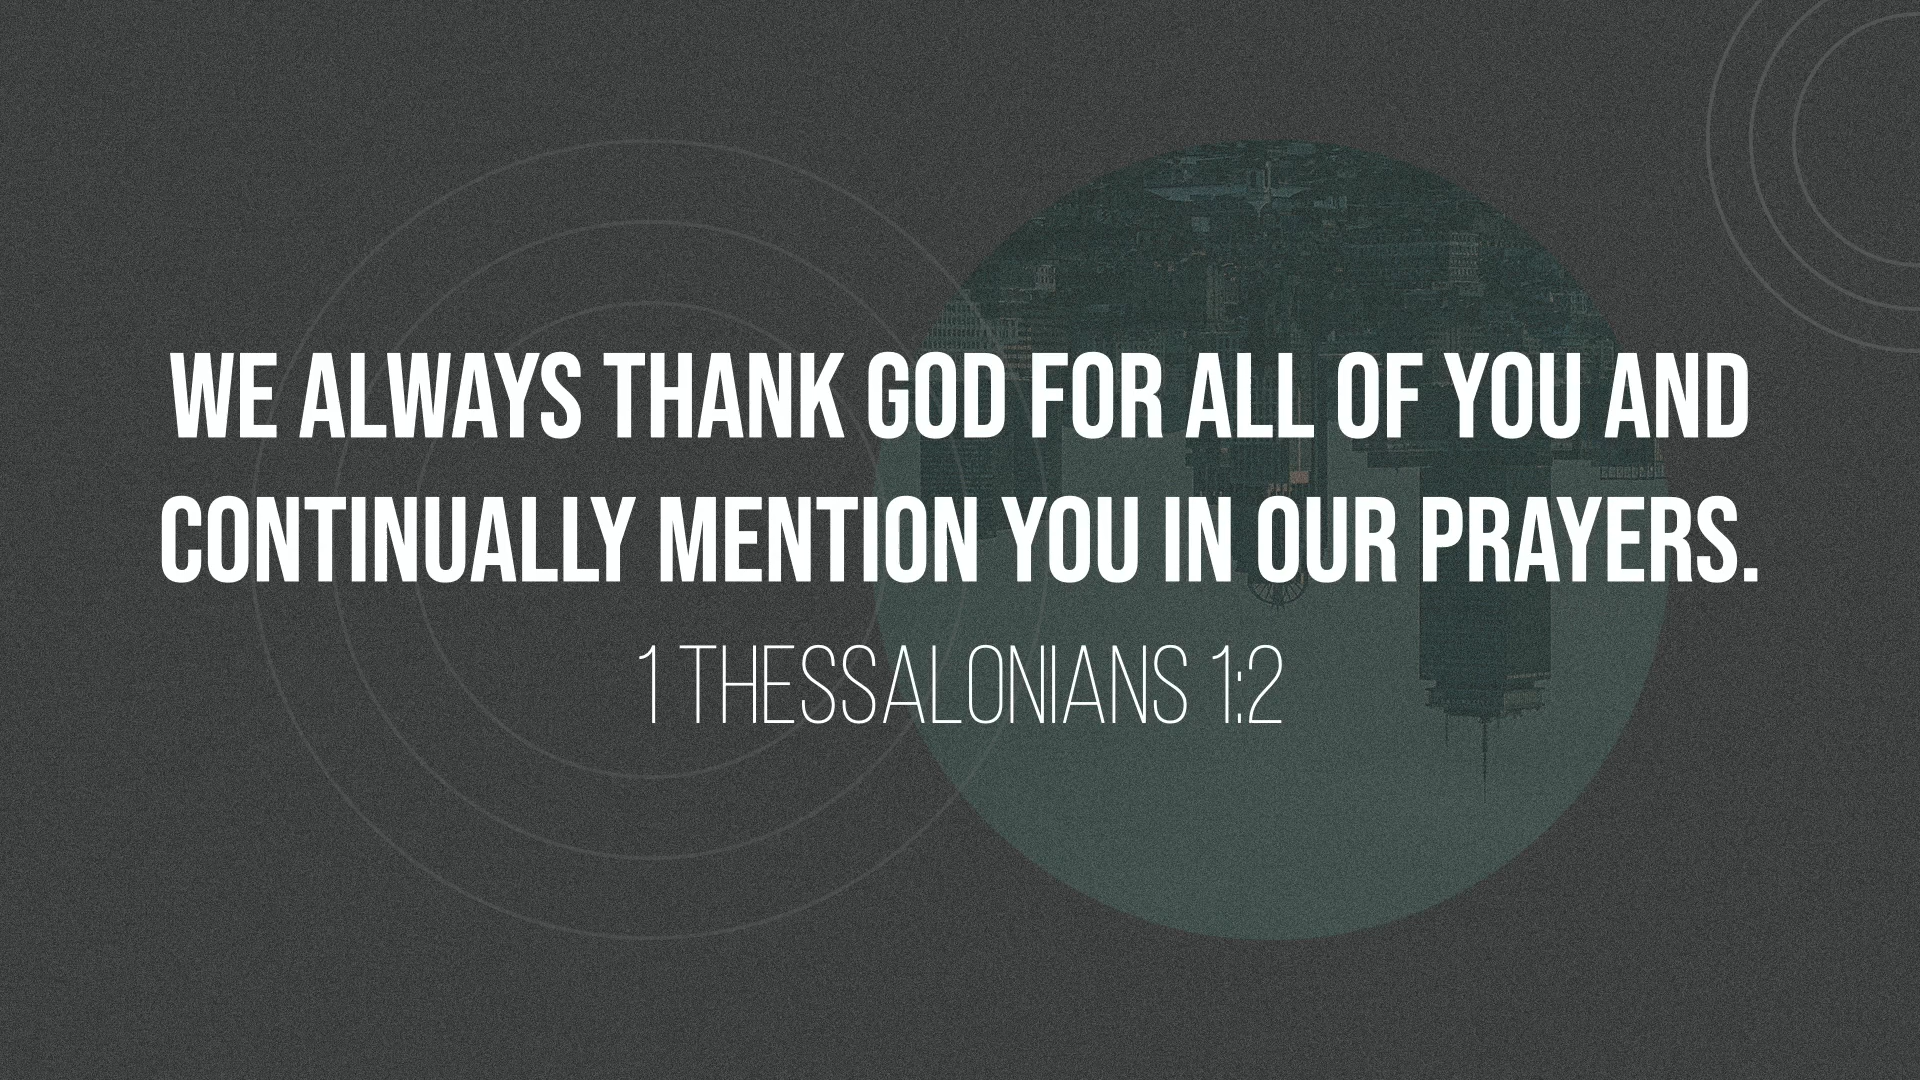 WE ALWAYS THANK GOD FOR ALL OF YOU AND
CONTINUALLY MENTION YOU IN OUR PRAYERS.
1 THESSALONIANS 1:2